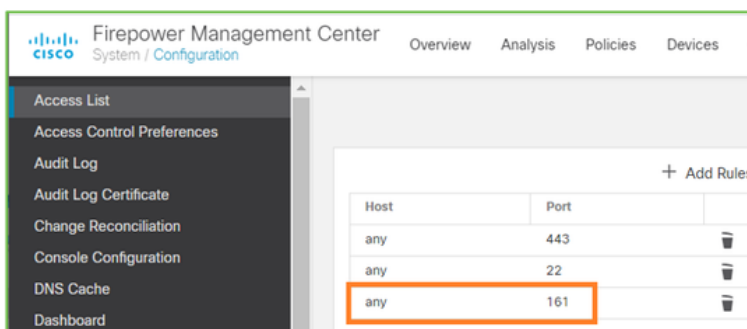 CISCO
Firepower Management Center
System / Configuration
Overview
Analysis
Policies
Devices
Access List
Access Control Preferences
Audit Log
Audit Log Certificate
Change Reconciliation
Console Configuration
DNS Cache
Dashboard
+ Add Rules
Host Port
any 443
any 22
any 161